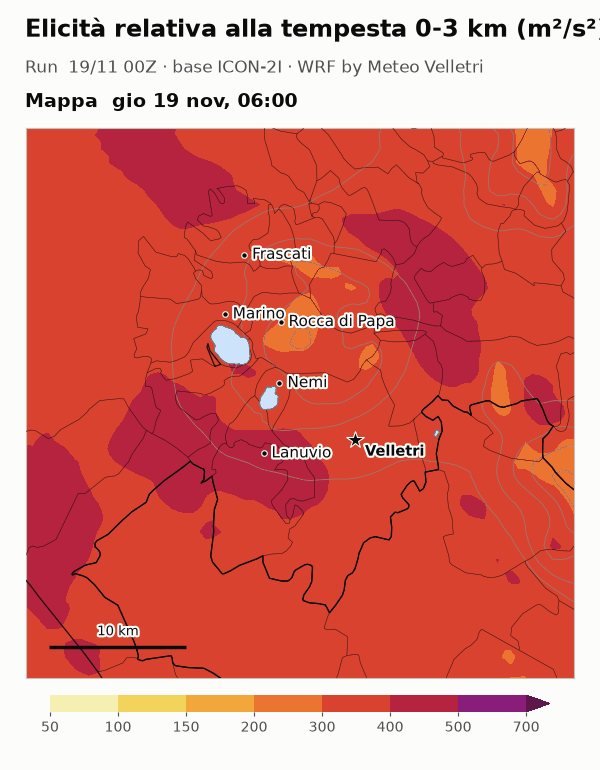 Elicità relativa alla tempesta 0-3 km (m²/s²)
Run 19/11 00Z · base ICON-2I · WRF by Meteo Velletri
Mappa gio 19 nov, 06:00
Frascati
Marino
Rocca di Papa
Nemi
Velletri
Lanuvio
10 km
50 100 150 200 300 400 500 700